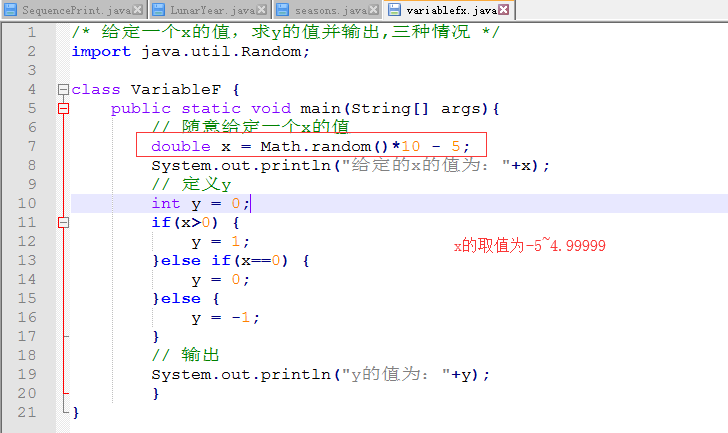 SequencePrint.java LunarYear.java seasons.java variablefx.java
1 /* 给定一个x的值，求y的值并输出,三种情况 */
2 import java.util.Random;
3
4 class VariableF {
5 public static void main(String[] args){
6 // 随意给定一个x的值
7 double x = Math.random()*10 - 5;
8 System.out.println("给定的x的值为："+x);
9 // 定义y
10 int y = 0;
11 if(x>0) {
12 y = 1;
x的取值为-5~4.99999
13 }else if(x==0) {
14 y = 0;
15 }else {
16 y = -1;
17 }
18 // 输出
19 System.out.println("y的值为："+y);
20 }
21 }